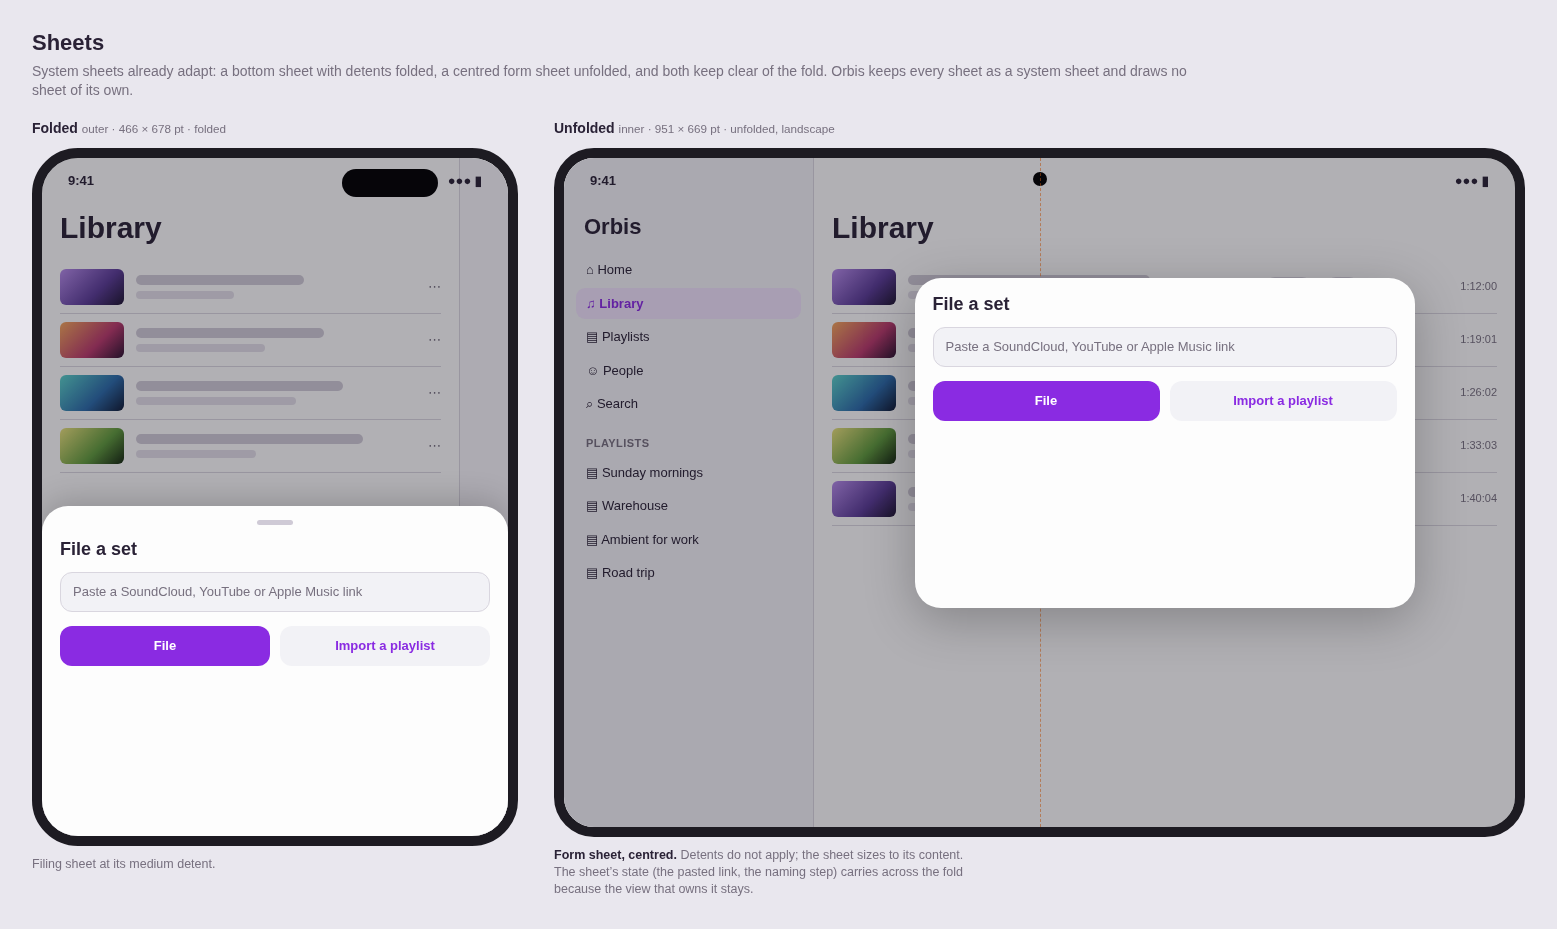 Sheets
System sheets already adapt: a bottom sheet with detents folded, a centred form sheet unfolded, and both keep clear of the fold. Orbis keeps every sheet as a system sheet and draws no
sheet of its own.
Folded outer · 466 × 678 pt · folded
9:41
Library
File a set
Paste a SoundCloud, YouTube or Apple Music link
File
Import a playlist
Filing sheet at its medium detent.
Unfolded inner · 951 × 669 pt · unfolded, landscape
9:41
Orbis
Home
Library
Playlists
People
Search
PLAYLISTS
Sunday mornings
Warehouse
Ambient for work
Road trip
Library
1:12:00
1:19:01
1:26:02
1:33:03
1:40:04
File a set
Paste a SoundCloud, YouTube or Apple Music link
File
Import a playlist
Form sheet, centred. Detents do not apply; the sheet sizes to its content.
The sheet's state (the pasted link, the naming step) carries across the fold
because the view that owns it stays.